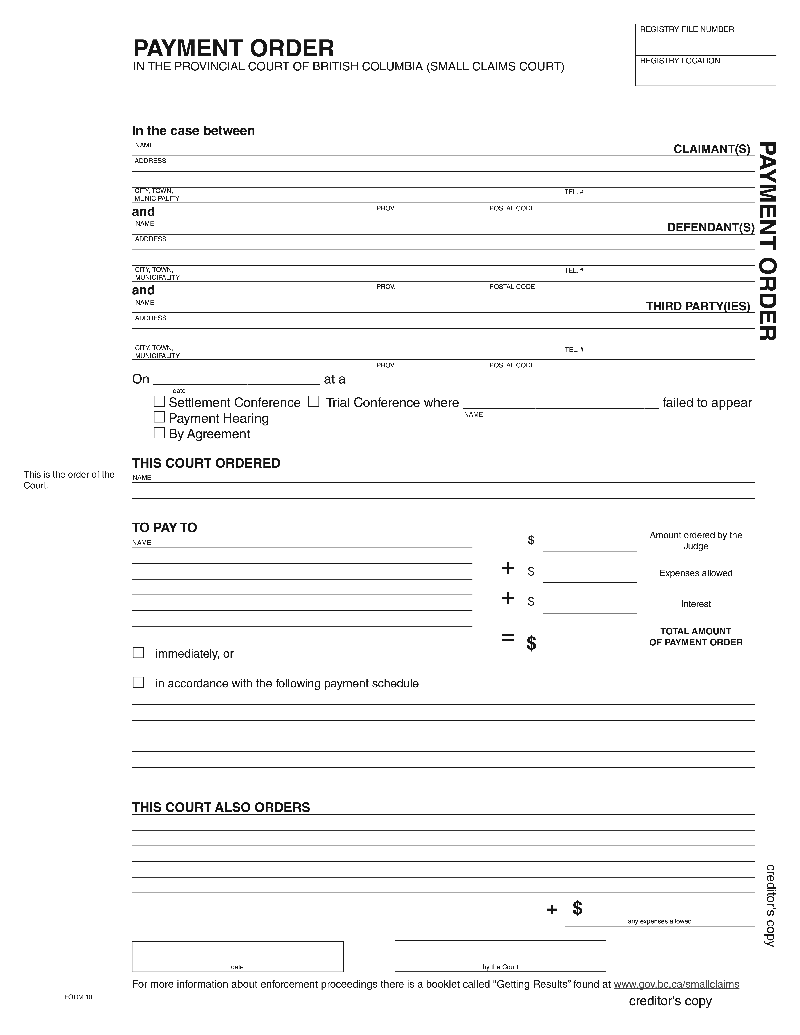 REGISTRY FILE NUMBER
PAYMENT ORDER
IN THE PROVINCIAL COURT OF BRITISH COLUMBIA (SMALL CLAIMS COURT)
REGISTRY LOCATION
In the case between
NAME
CLAIMANT(S)
ADDRESS
CITY, TOWN,
MUNICIPALITY
TEL. #
PROV.
POSTAL CODE
and
NAME
DEFENDANT(S)
ADDRESS
CITY, TOWN,
MUNICIPALITY
TEL. #
PROV.
POSTAL CODE
and
NAME
THIRD PARTY(IES)
ADDRESS
CITY, TOWN,
MUNICIPALITY
TEL. #
PROV.
POSTAL CODE
PAYMENT ORDER
On ____ at a
date
Settlement Conference Trial Conference where ____ failed to appear
NAME
Payment Hearing
By Agreement
THIS COURT ORDERED
This is the order of the
Court.
NAME
TO PAY TO
NAME
$ Amount ordered by the
Judge
+ $ Expenses allowed
+ $ Interest
= $ TOTAL AMOUNT
OF PAYMENT ORDER
immediately, or
in accordance with the following payment schedule
THIS COURT ALSO ORDERS
+ $
any expenses allowed
date
by the Court
For more information about enforcement proceedings there is a booklet called "Getting Results" found at www.gov.bc.ca/smallclaims
FORM 10
creditor's copy
creditor's copy